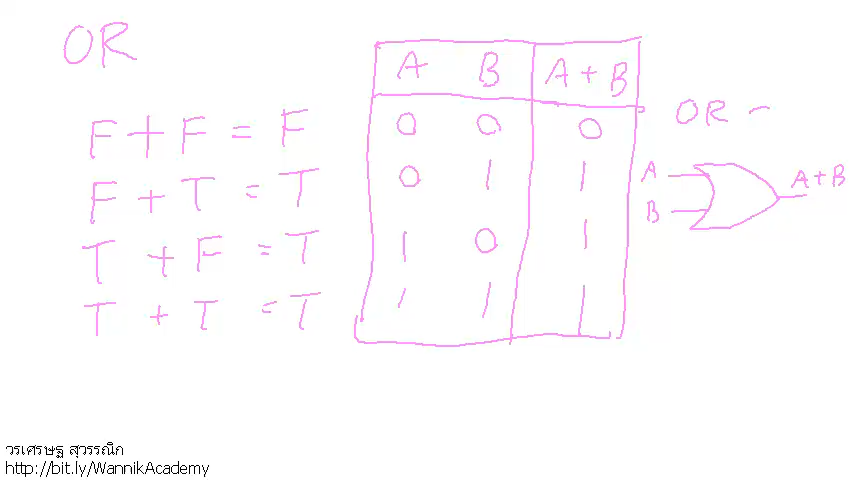 OR
F + F = F
F + T = T
T + F = T
T + T = T
A B A + B
0 0 0
0 1 1
1 0 1
1 1 1
OR -
A
B
A + B
วรเศรษฐ สุวรรณิก
http://bit.ly/WannikAcademy